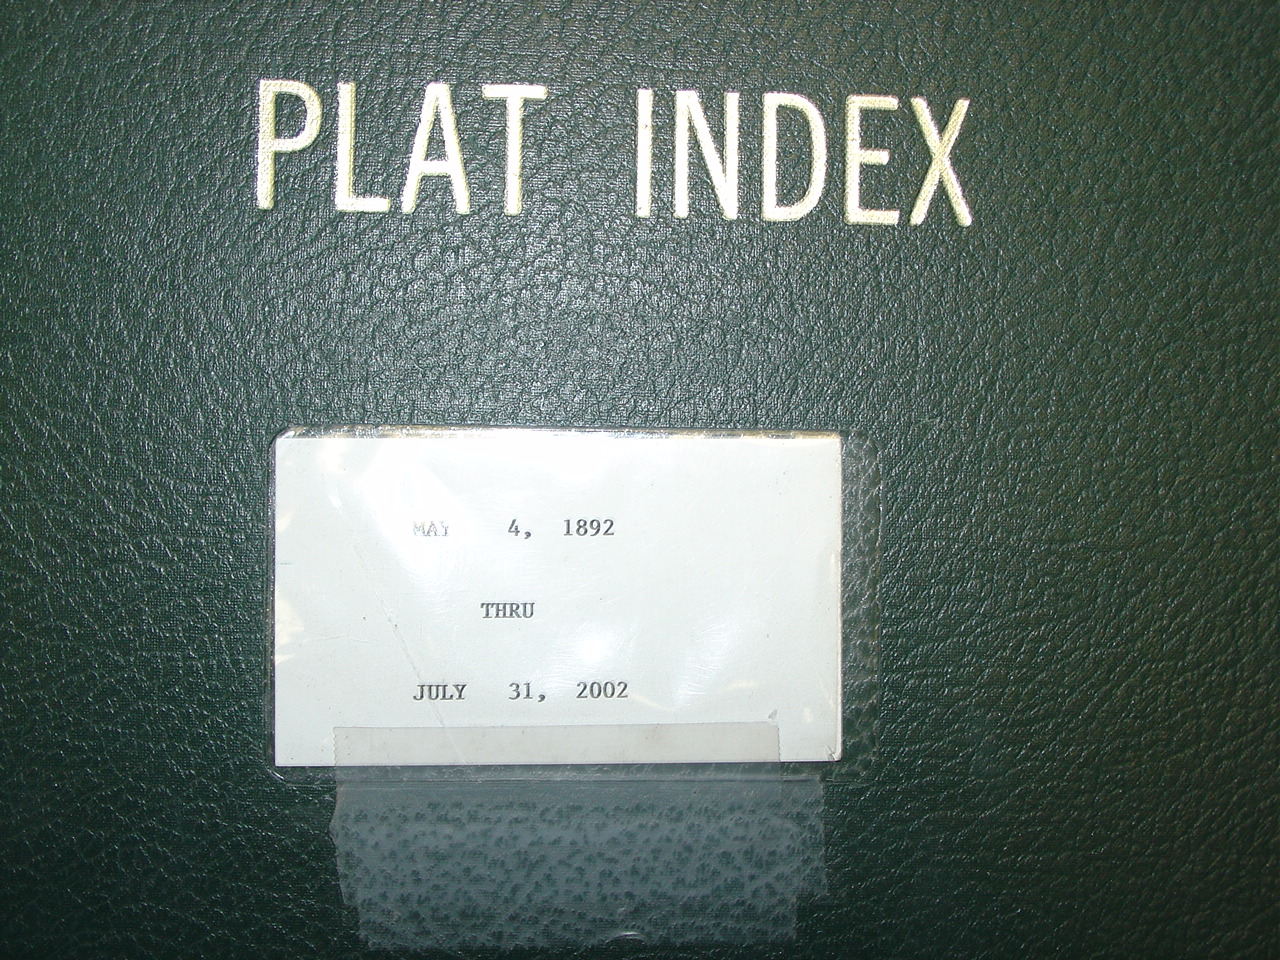 PLAT INDEX
MAY 4, 1892
THRU
JULY 31, 2002